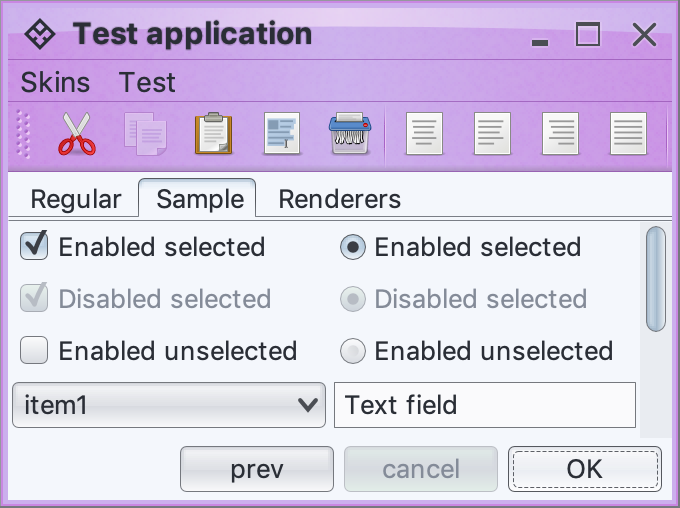 Test application
Skins Test
Regular Sample Renderers
Enabled selected Enabled selected
Disabled selected Disabled selected
Enabled unselected Enabled unselected
item1 Text field
prev cancel OK